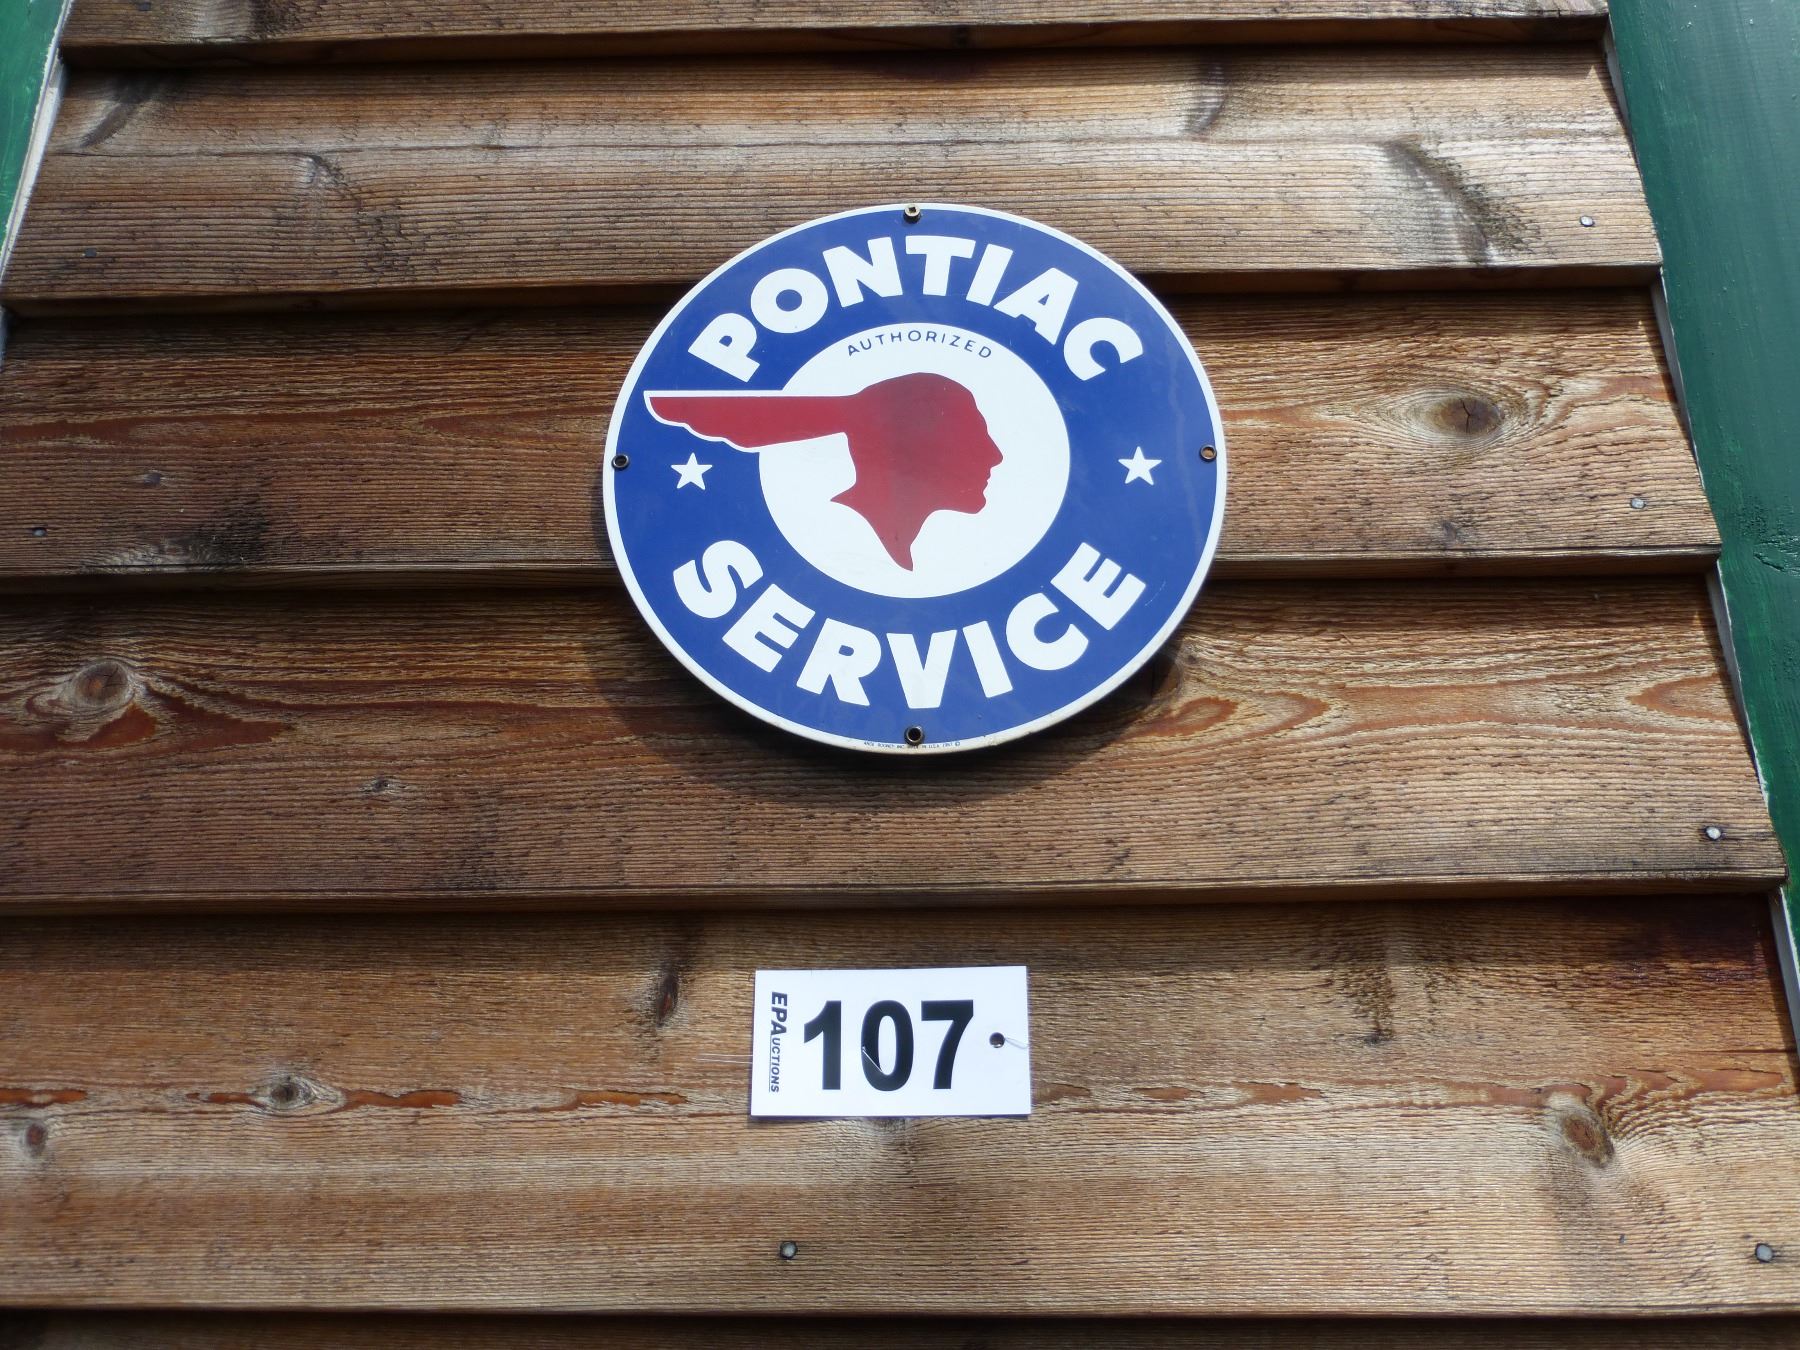 PONTIAC
AUTHORIZED
SERVICE
EPAUCTIONS
107